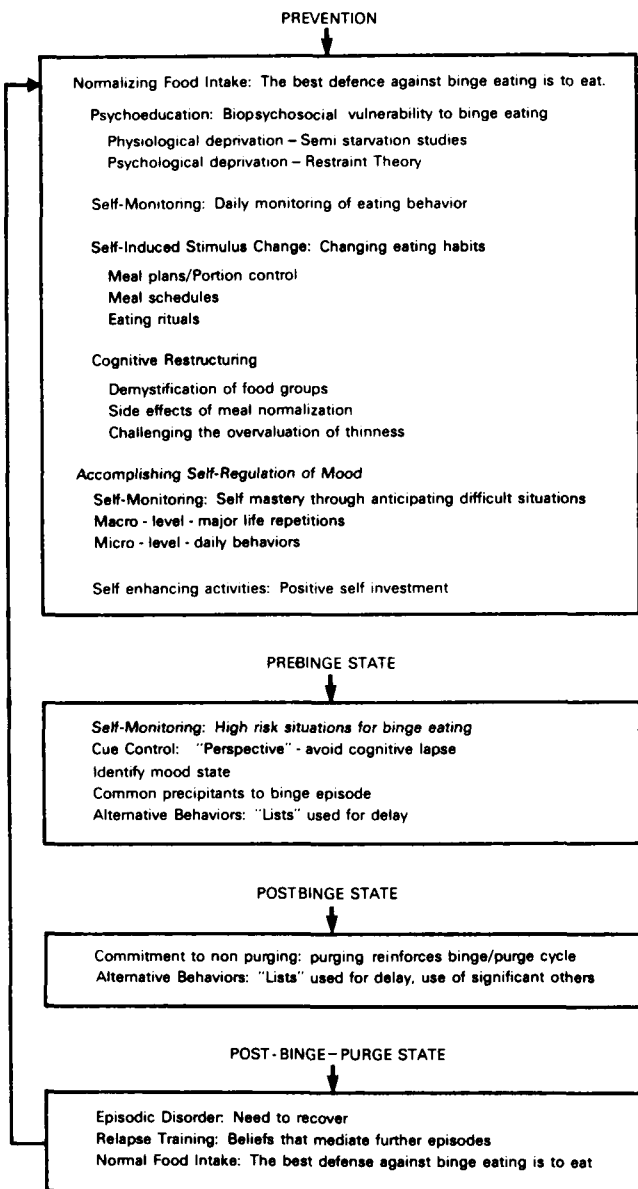 PREVENTION
Normalizing Food Intake: The best defence against binge eating is to eat.
Psychoeducation: Biopsychosocial vulnerability to binge eating
Physiological deprivation – Semi starvation studies
Psychological deprivation – Restraint Theory
Self-Monitoring: Daily monitoring of eating behavior
Self-Induced Stimulus Change: Changing eating habits
Meal plans/Portion control
Meal schedules
Eating rituals
Cognitive Restructuring
Demystification of food groups
Side effects of meal normalization
Challenging the overvaluation of thinness
Accomplishing Self-Regulation of Mood
Self-Monitoring: Self mastery through anticipating difficult situations
Macro - level - major life repetitions
Micro - level - daily behaviors
Self enhancing activities: Positive self investment
PREBINGE STATE
Self-Monitoring: High risk situations for binge eating
Cue Control: "Perspective" - avoid cognitive lapse
Identify mood state
Common precipitants to binge episode
Alternative Behaviors: "Lists" used for delay
POSTBINGE STATE
Commitment to non purging: purging reinforces binge/purge cycle
Alternative Behaviors: "Lists" used for delay, use of significant others
POST-BINGE–PURGE STATE
Episodic Disorder: Need to recover
Relapse Training: Beliefs that mediate further episodes
Normal Food Intake: The best defense against binge eating is to eat